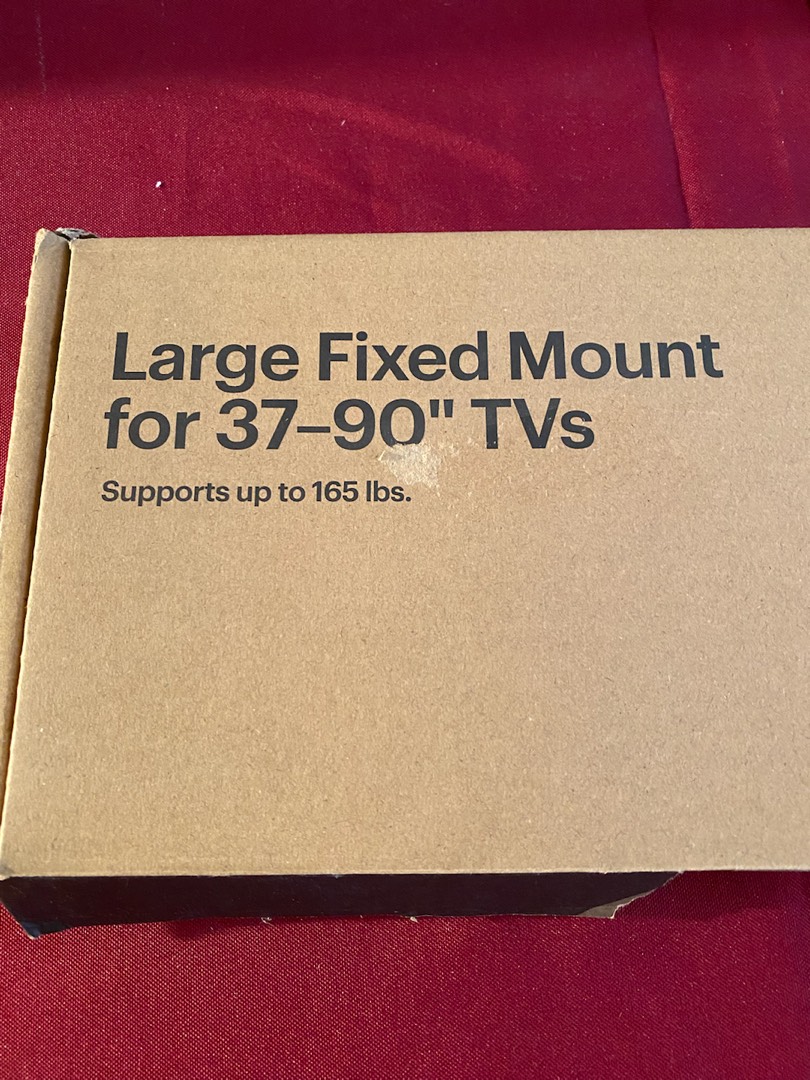 Large Fixed Mount
for 37–90" TVs
Supports up to 165 lbs.